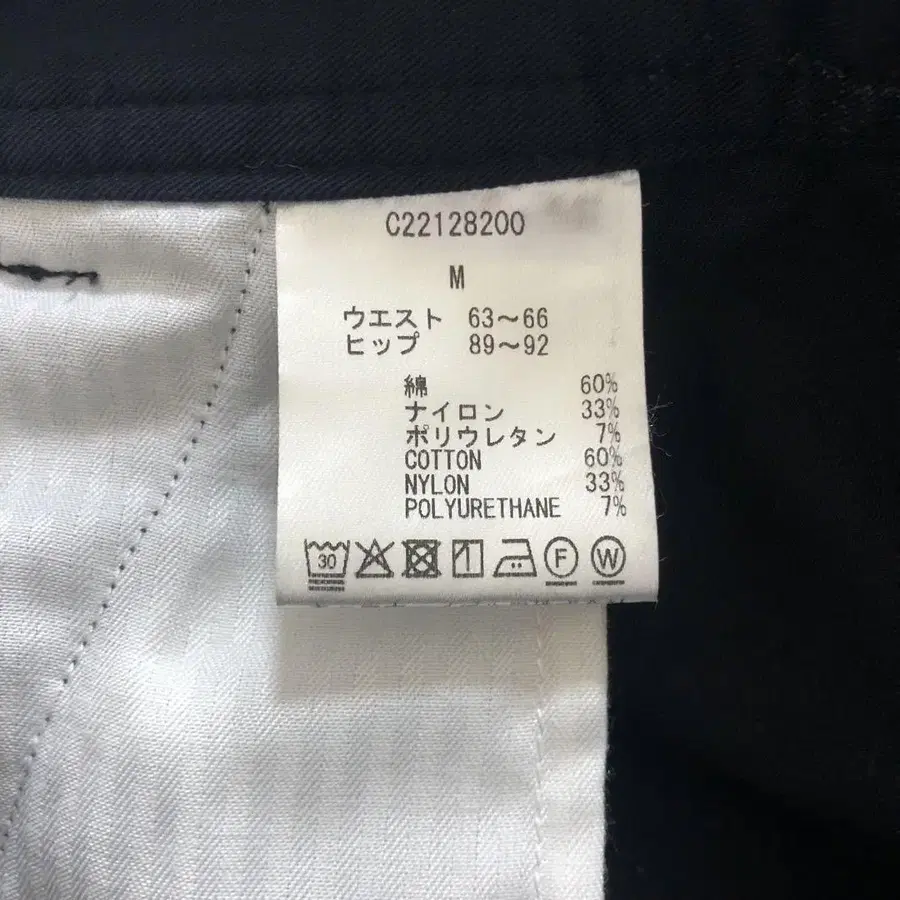 C22128200
M
ウエスト 63〜66
ヒップ 89〜92
綿 60%
ナイロン 33%
ポリウレタン 7%
COTTON 60%
NYLON 33%
POLYURETHANE 7%
30 F W